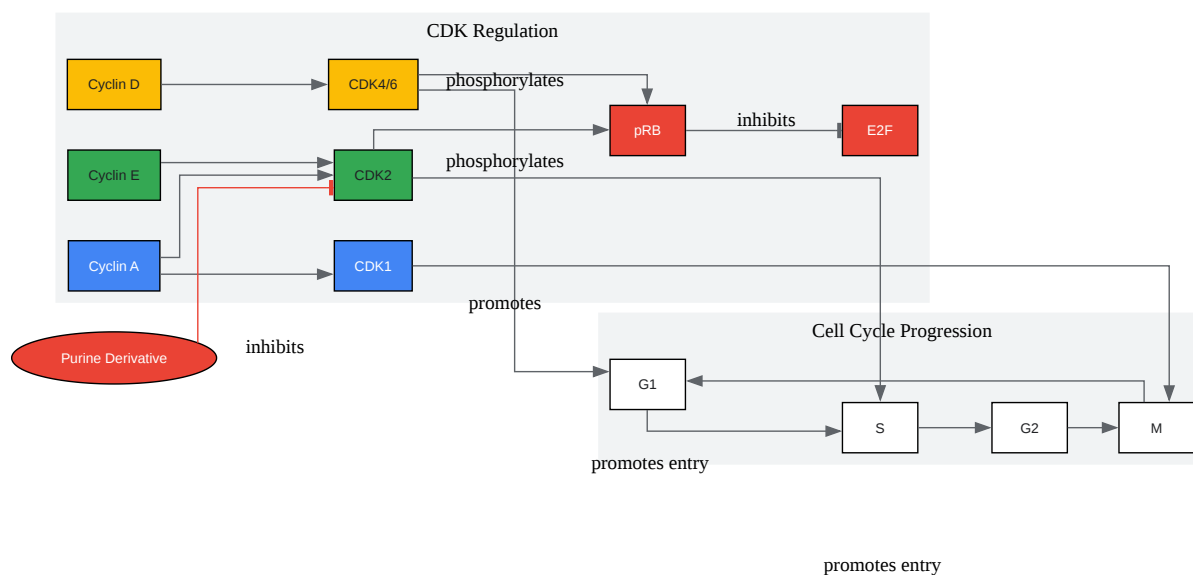 CDK Regulation
Cyclin D
CDK4/6
phosphorylates
pRB
inhibits
E2F
Cyclin E
CDK2
phosphorylates
Cyclin A
CDK1
promotes
Cell Cycle Progression
inhibits
Purine Derivative
G1
S
G2
M
promotes entry
promotes entry